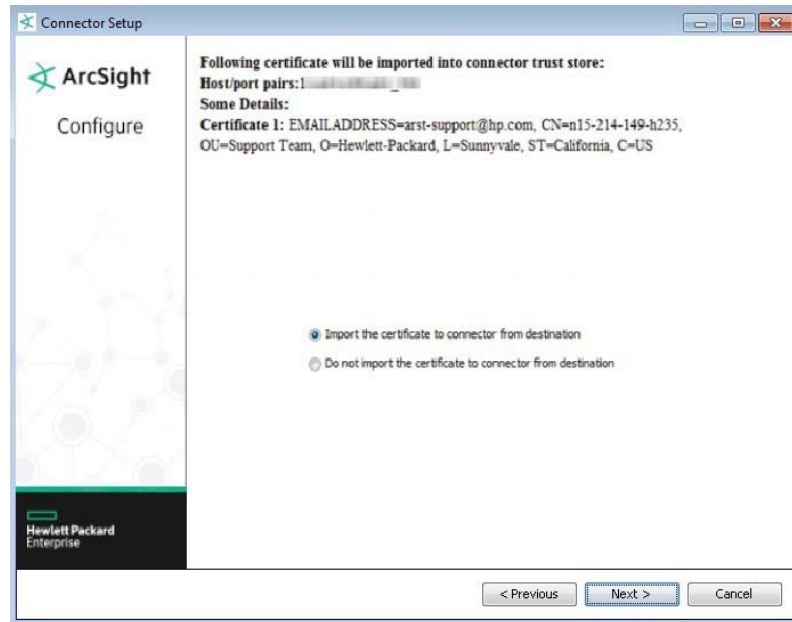 Connector Setup
ArcSight
Configure
Following certificate will be imported into connector trust store:
Host/port pairs:
Some Details:
Certificate 1: EMAILADDRESS=arst-support@hp.com, CN=n15-214-149-h235,
OU=Support Team, O=Hewlett-Packard, L=Sunnyvale, ST=California, C=US
Import the certificate to connector from destination
Do not import the certificate to connector from destination
Hewlett Packard
Enterprise
< Previous
Next >
Cancel